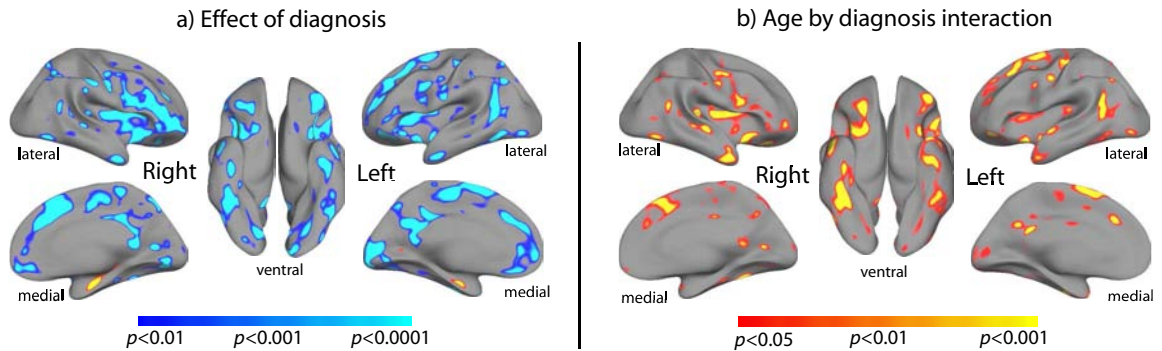 a) Effect of diagnosis
b) Age by diagnosis interaction
lateral
Right
Left
lateral
medial
ventral
medial
p<0.01
p<0.001
p<0.0001
lateral
Right
Left
lateral
medial
ventral
medial
p<0.05
p<0.01
p<0.001